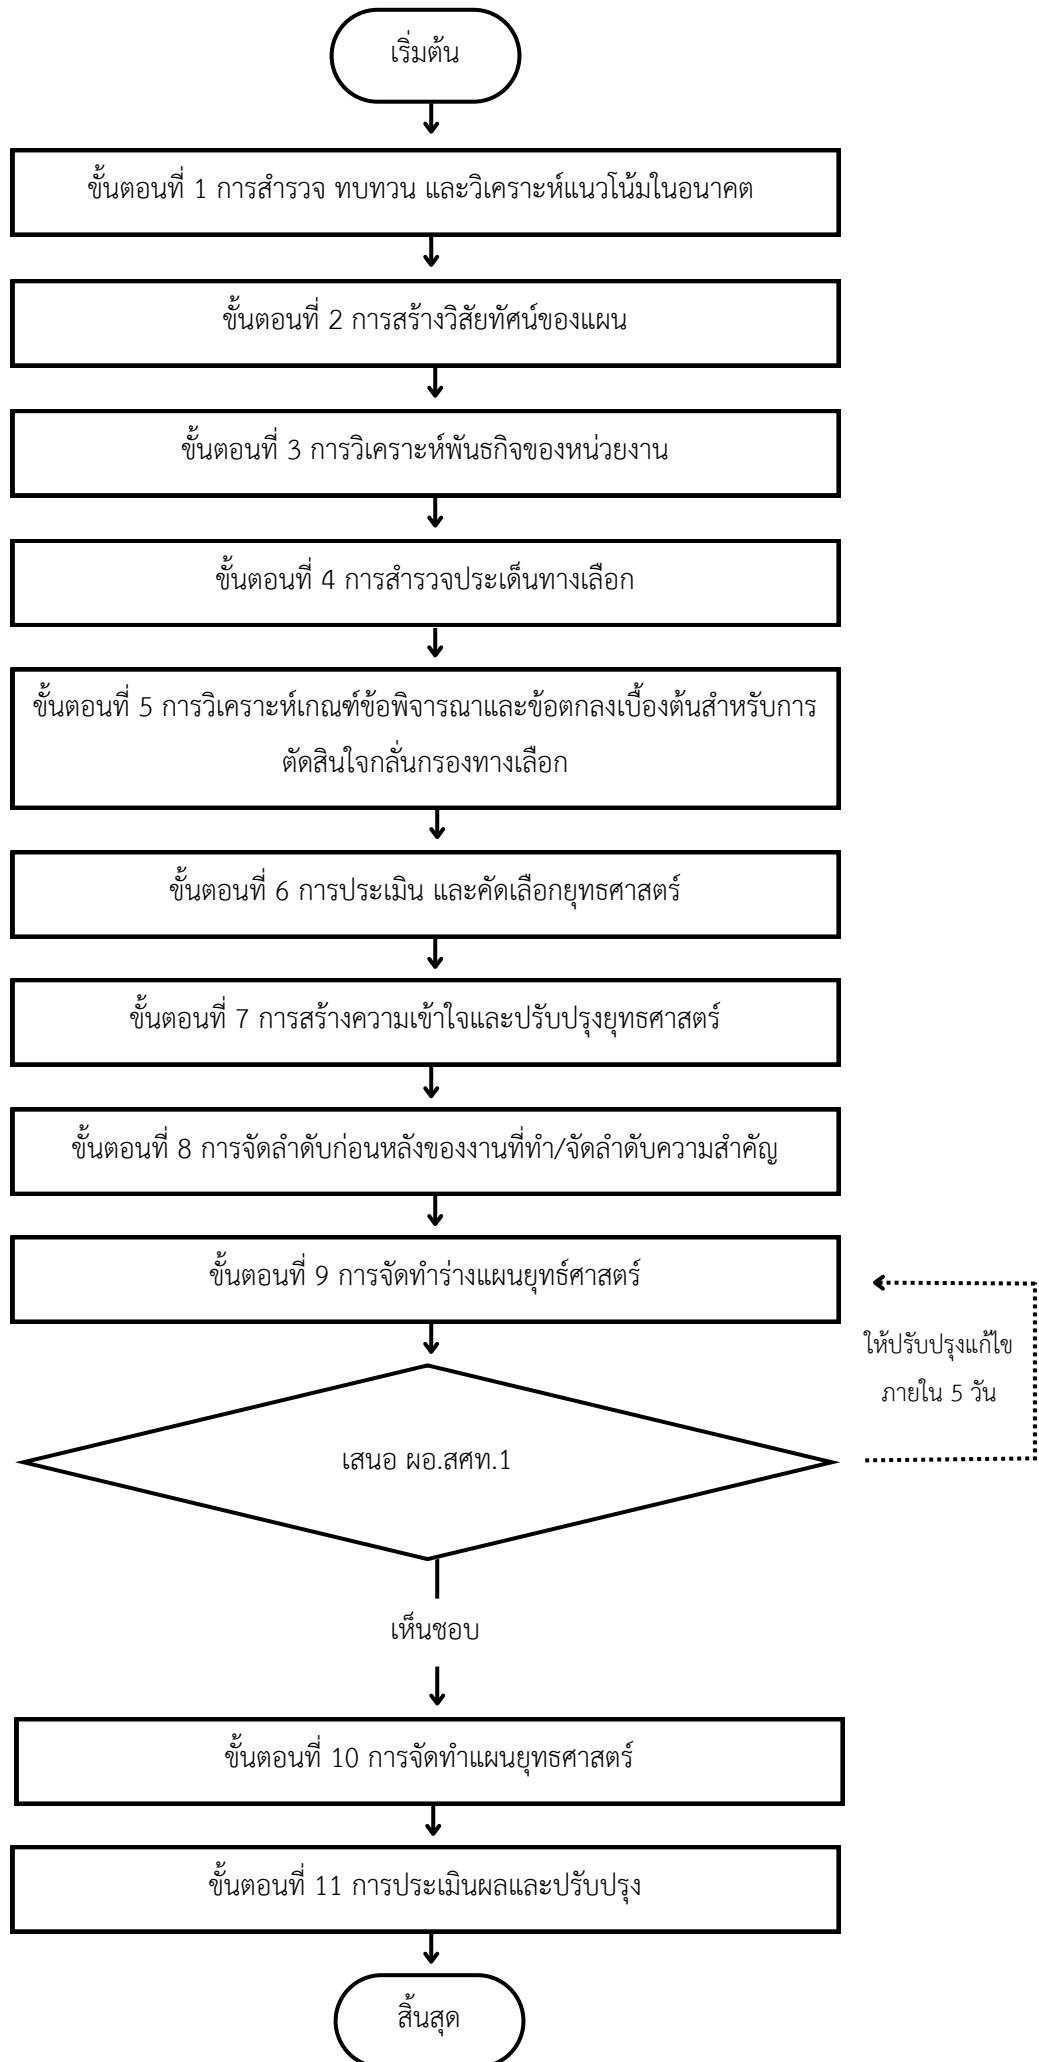 เริ่มต้น
ขั้นตอนที่ 1 การสำรวจ ทบทวน และวิเคราะห์แนวโน้มในอนาคต
ขั้นตอนที่ 2 การสร้างวิสัยทัศน์ของแผน
ขั้นตอนที่ 3 การวิเคราะห์พันธกิจของหน่วยงาน
ขั้นตอนที่ 4 การสำรวจประเด็นทางเลือก
ขั้นตอนที่ 5 การวิเคราะห์เกณฑ์ข้อพิจารณาและข้อตกลงเบื้องต้นสำหรับการ
ตัดสินใจกลั่นกรองทางเลือก
ขั้นตอนที่ 6 การประเมิน และคัดเลือกยุทธศาสตร์
ขั้นตอนที่ 7 การสร้างความเข้าใจและปรับปรุงยุทธศาสตร์
ขั้นตอนที่ 8 การจัดลำดับก่อนหลังของงานที่ทำ/จัดลำดับความสำคัญ
ขั้นตอนที่ 9 การจัดทำร่างแผนยุทธ์ศาสตร์
ให้ปรับปรุงแก้ไข
ภายใน 5 วัน
เสนอ ผอ.สศท.1
เห็นชอบ
ขั้นตอนที่ 10 การจัดทำแผนยุทธศาสตร์
ขั้นตอนที่ 11 การประเมินผลและปรับปรุง
สิ้นสุด